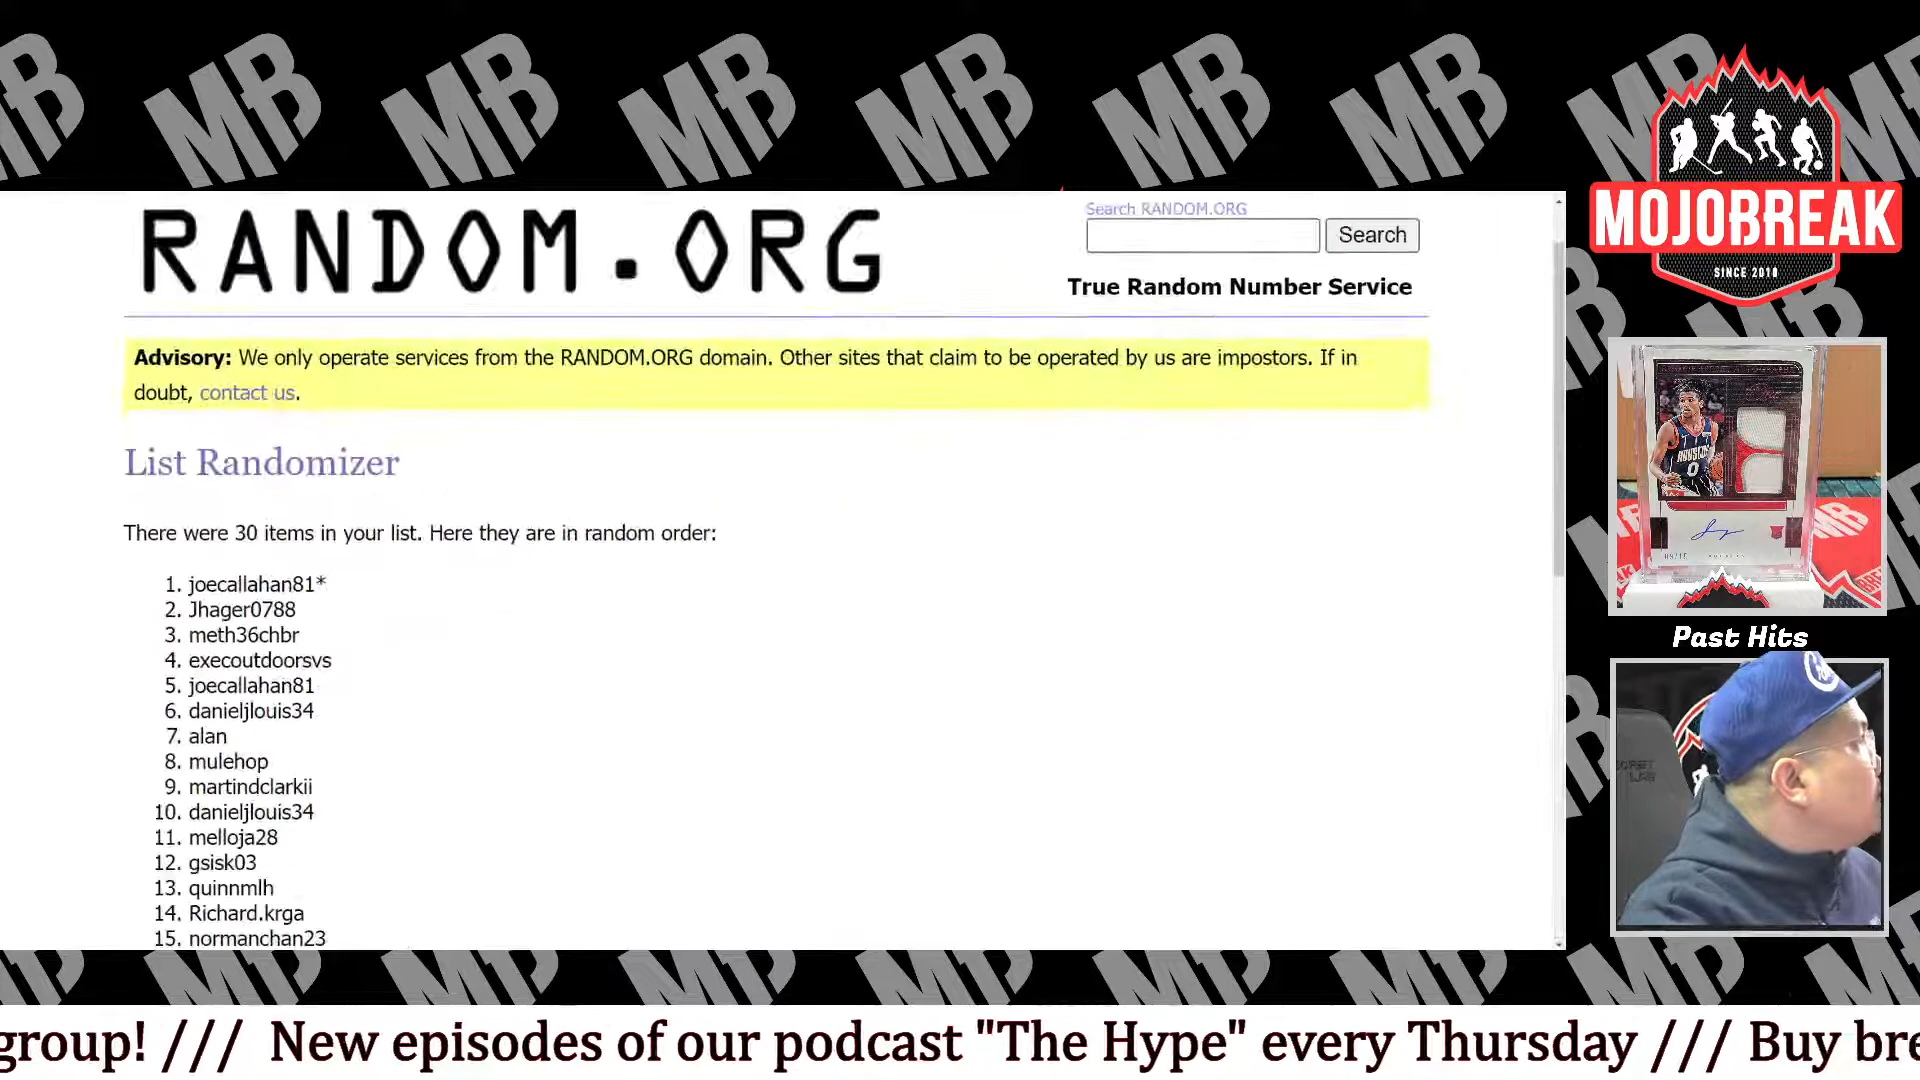 RANDOM.ORG
Search RANDOM.ORG
Search
True Random Number Service
Advisory: We only operate services from the RANDOM.ORG domain. Other sites that claim to be operated by us are impostors. If in
doubt, contact us.
List Randomizer
There were 30 items in your list. Here they are in random order:
1. joecallahan81*
2. Jhager0788
3. meth36chbr
4. execoutdoorsvs
5. joecallahan81
6. danieljlouis34
7. alan
8. mulehop
9. martindclarkii
10. danieljlouis34
11. melloja28
12. gsisk03
13. quinnmlh
14. Richard.krga
15. normanchan23
MOJOBREAK
SINCE 2010
Past Hits
group! /// New episodes of our podcast "The Hype" every Thursday /// Buy bre